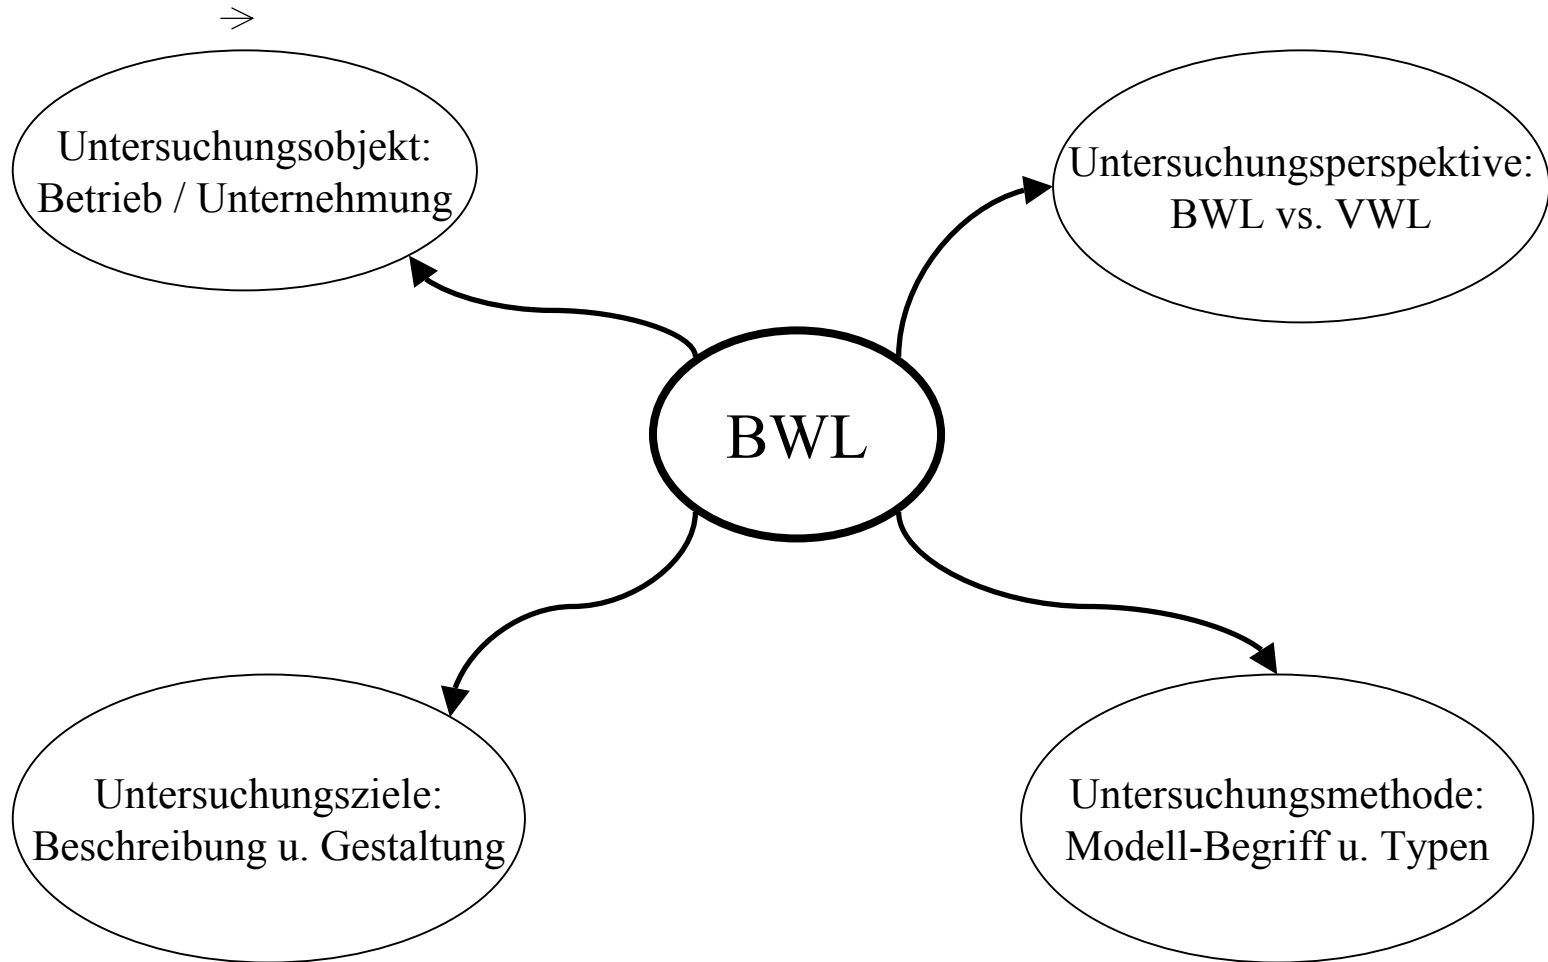 Untersuchungsobjekt:
Betrieb / Unternehmung
Untersuchungsperspektive:
BWL vs. VWL
BWL
Untersuchungsziele:
Beschreibung u. Gestaltung
Untersuchungsmethode:
Modell-Begriff u. Typen